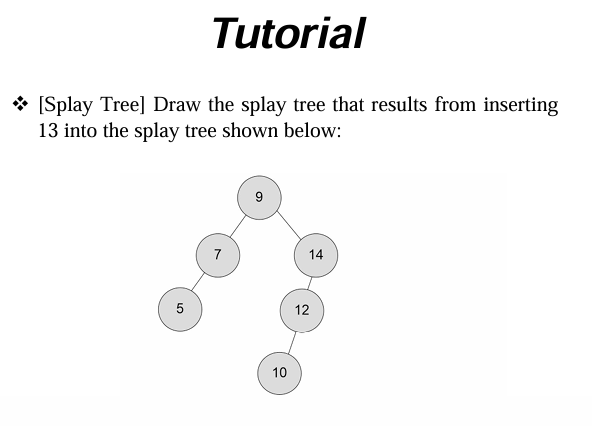 Tutorial
❖ [Splay Tree] Draw the splay tree that results from inserting
13 into the splay tree shown below:
9
7 14
5 12
10